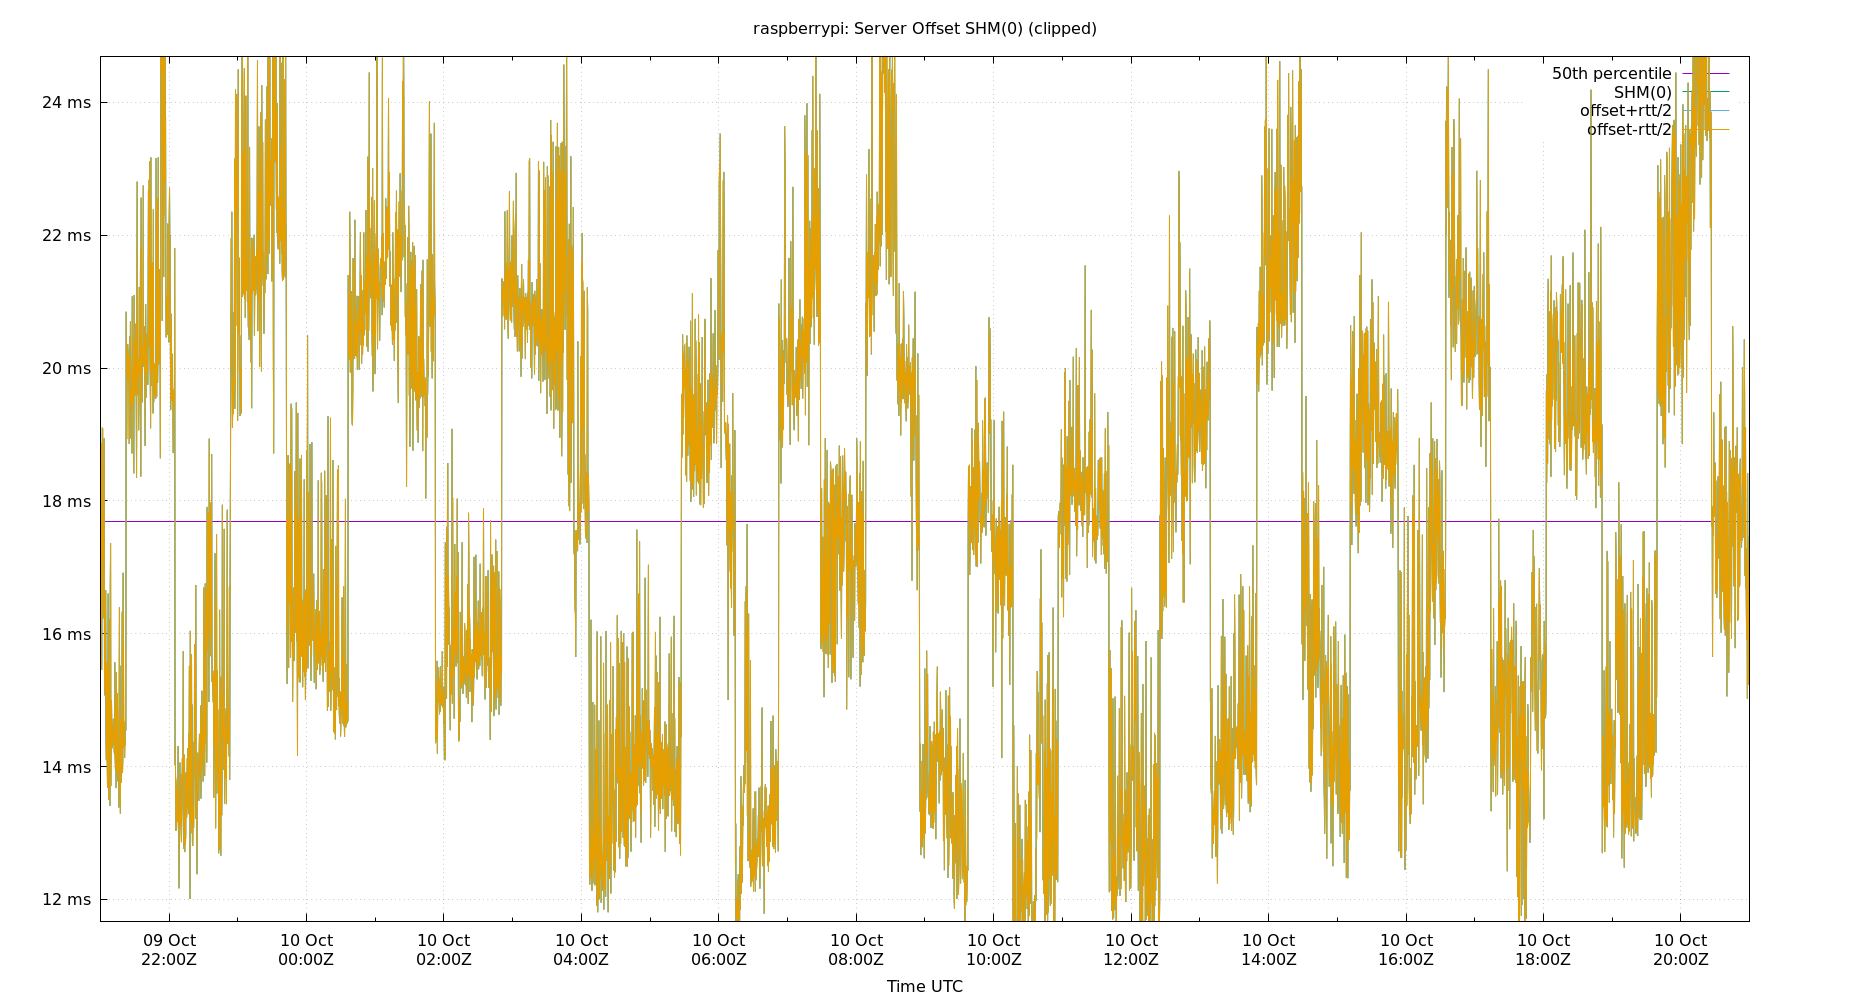 raspberrypi: Server Offset SHM(0) (clipped)
50th percentile
SHM(0)
offset+rtt/2
offset-rtt/2
24 ms
22 ms
20 ms
18 ms
16 ms
14 ms
12 ms
09 Oct 10 Oct 10 Oct 10 Oct 10 Oct 10 Oct 10 Oct 10 Oct 10 Oct 10 Oct 10 Oct 10 Oct
22:00Z 00:00Z 02:00Z 04:00Z 06:00Z 08:00Z 10:00Z 12:00Z 14:00Z 16:00Z 18:00Z 20:00Z
Time UTC